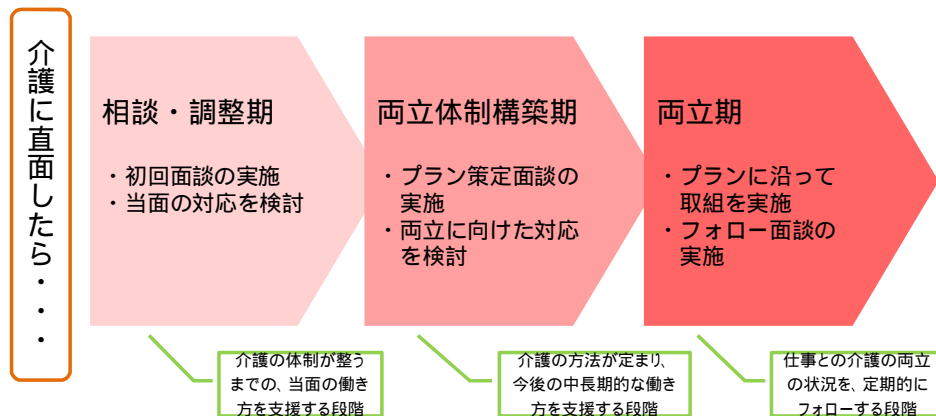 介護に直面したら・・・
相談・調整期
・初回面談の実施
・当面の対応を検討
両立体制構築期
・プラン策定面談の
実施
・両立に向けた対応
を検討
両立期
・プランに沿って
取組を実施
・フォロー面談の
実施
介護の体制が整う
までの、当面の働き
方を支援する段階
介護の方法が定まり、
今後の中長期的な働き
方を支援する段階
仕事との介護の両立
の状況を、定期的に
フォローする段階